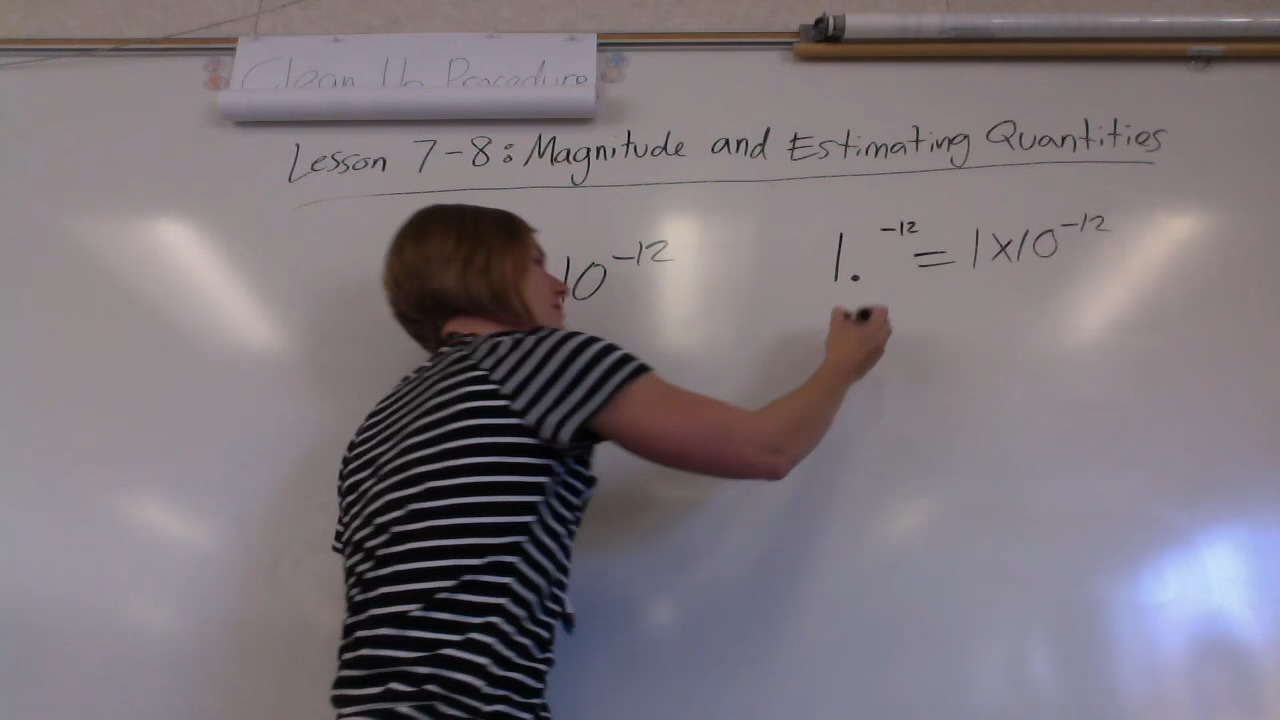 Clean Up Procedure
Lesson 7-8: Magnitude and Estimating Quantities
10⁻¹²
1. ⁻¹² = 1x10⁻¹²